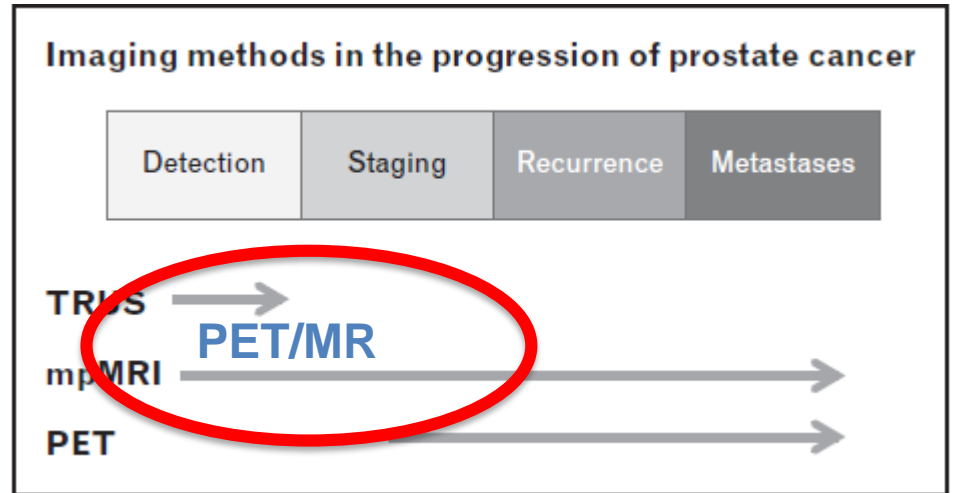 Imaging methods in the progression of prostate cancer
Detection Staging Recurrence Metastases
TRUS
PET/MR
mpMRI
PET